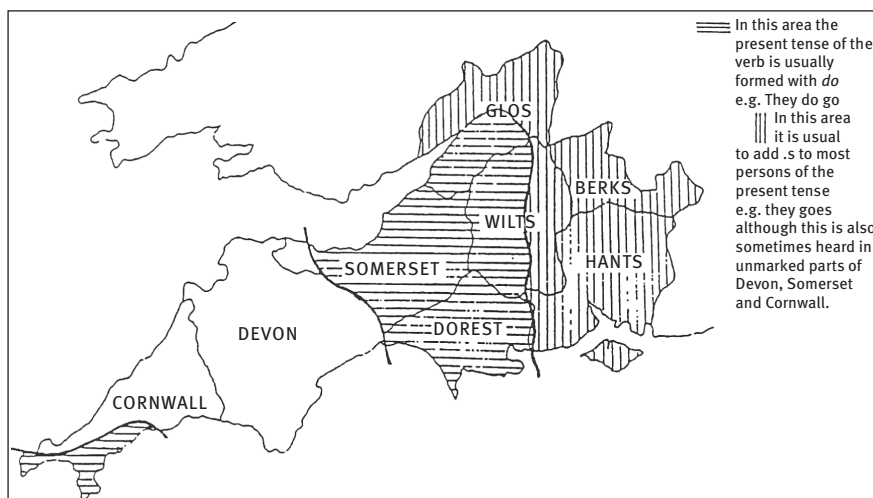 In this area the
present tense of the
verb is usually
formed with do
e.g. They do go
In this area
it is usual
to add .s to most
persons of the
present tense
e.g. they goes
although this is also
sometimes heard in
unmarked parts of
Devon, Somerset
and Cornwall.
GLOS
BERKS
WILTS
SOMERSET
HANTS
DEVON
DOREST
CORNWALL